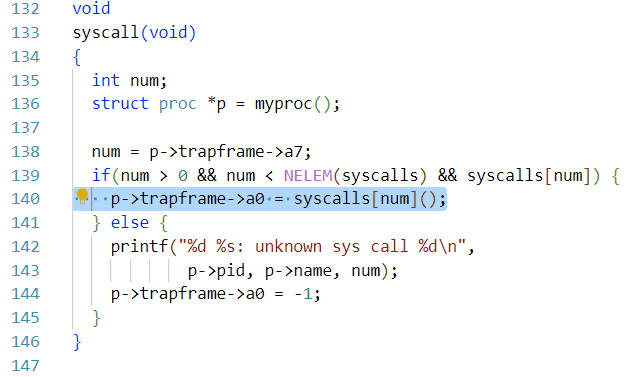 132 void
133 syscall(void)
134 {
135   int num;
136   struct proc *p = myproc();
137
138   num = p->trapframe->a7;
139   if(num > 0 && num < NELEM(syscalls) && syscalls[num]) {
140     p->trapframe->a0 = syscalls[num]();
141   } else {
142     printf("%d %s: unknown sys call %d\n",
143             p->pid, p->name, num);
144     p->trapframe->a0 = -1;
145   }
146 }
147